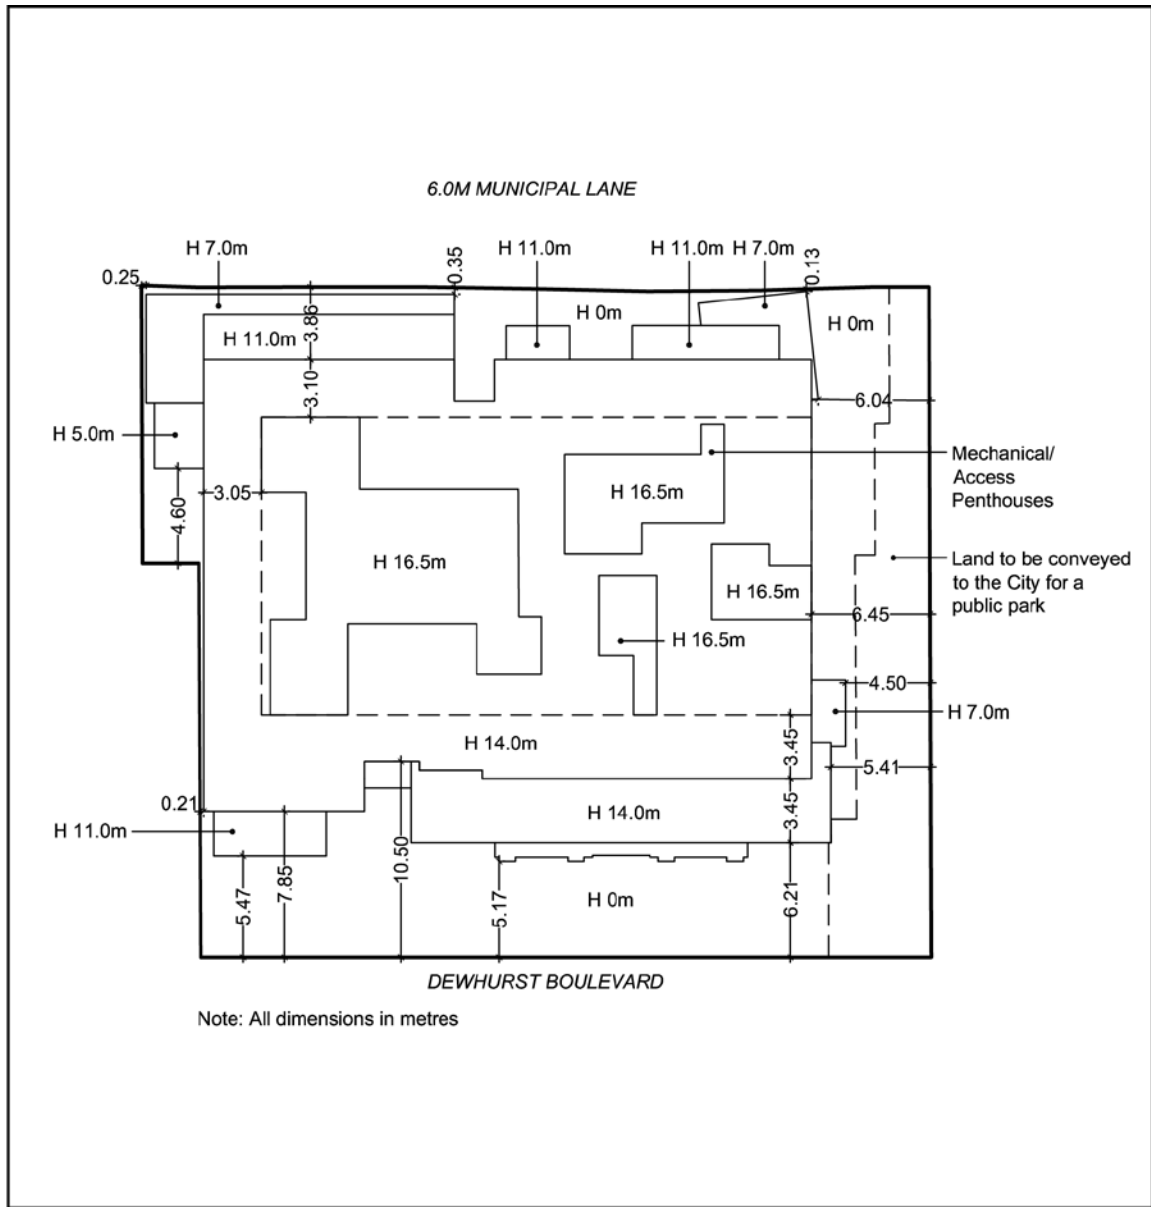 6.0M MUNICIPAL LANE
H 7.0m
H 11.0m
H 11.0m
H 7.0m
0.25
0.35
0.13
H 0m
H 0m
3.86
H 11.0m
3.10
6.04
H 5.0m
Mechanical/
Access
Penthouses
3.05
H 16.5m
4.60
H 16.5m
Land to be conveyed
to the City for a
public park
H 16.5m
6.45
H 16.5m
4.50
H 7.0m
H 14.0m
3.45
5.41
0.21
H 14.0m
3.45
H 11.0m
10.50
7.85
5.47
5.17
H 0m
6.21
DEWHURST BOULEVARD
Note: All dimensions in metres